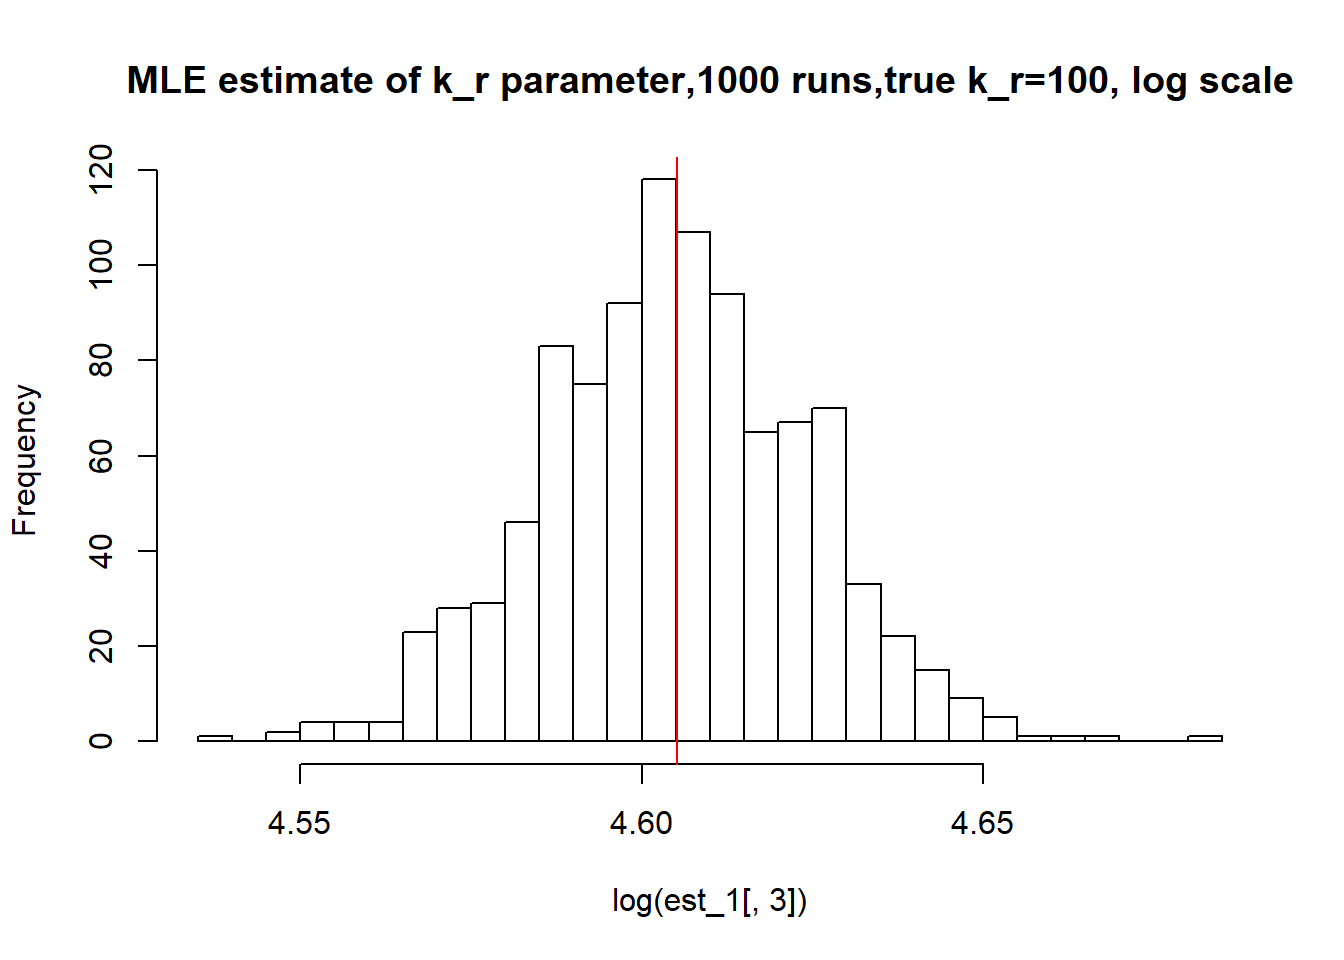 MLE estimate of k_r parameter,1000 runs,true k_r=100, log scale
Frequency
120
100
80
60
40
20
0
4.55 4.60 4.65
log(est_1[, 3])